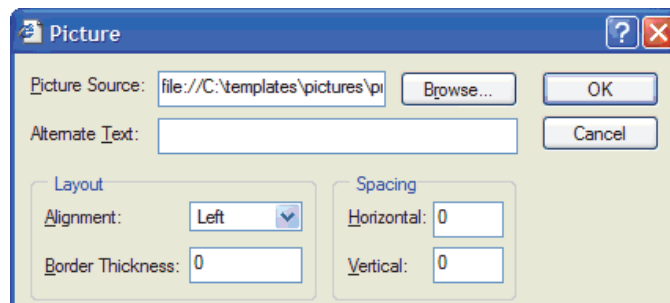 Picture
Picture Source: file://C:\templates\pictures\p Browse... OK
Alternate Text: Cancel
Layout Spacing
Alignment: Left Horizontal: 0
Border Thickness: 0 Vertical: 0